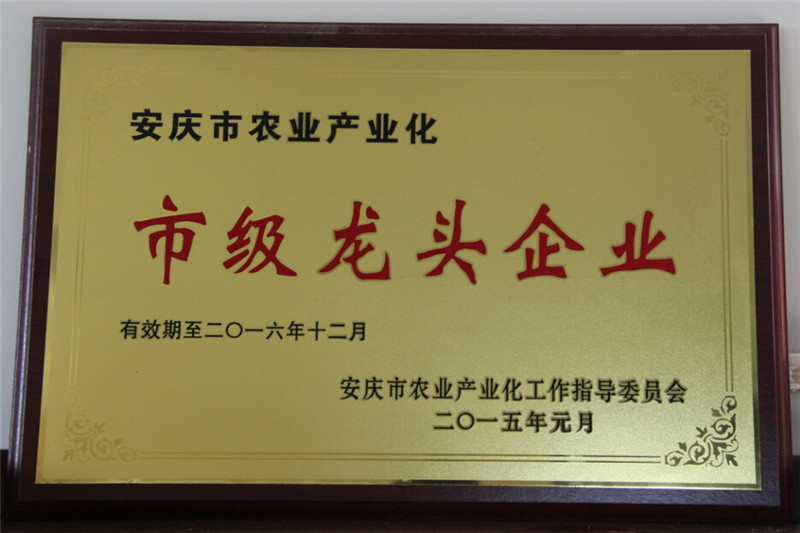 安庆市农业产业化
市级龙头企业
有效期至二〇一六年十二月
安庆市农业产业化工作指导委员会
二〇一五年元月